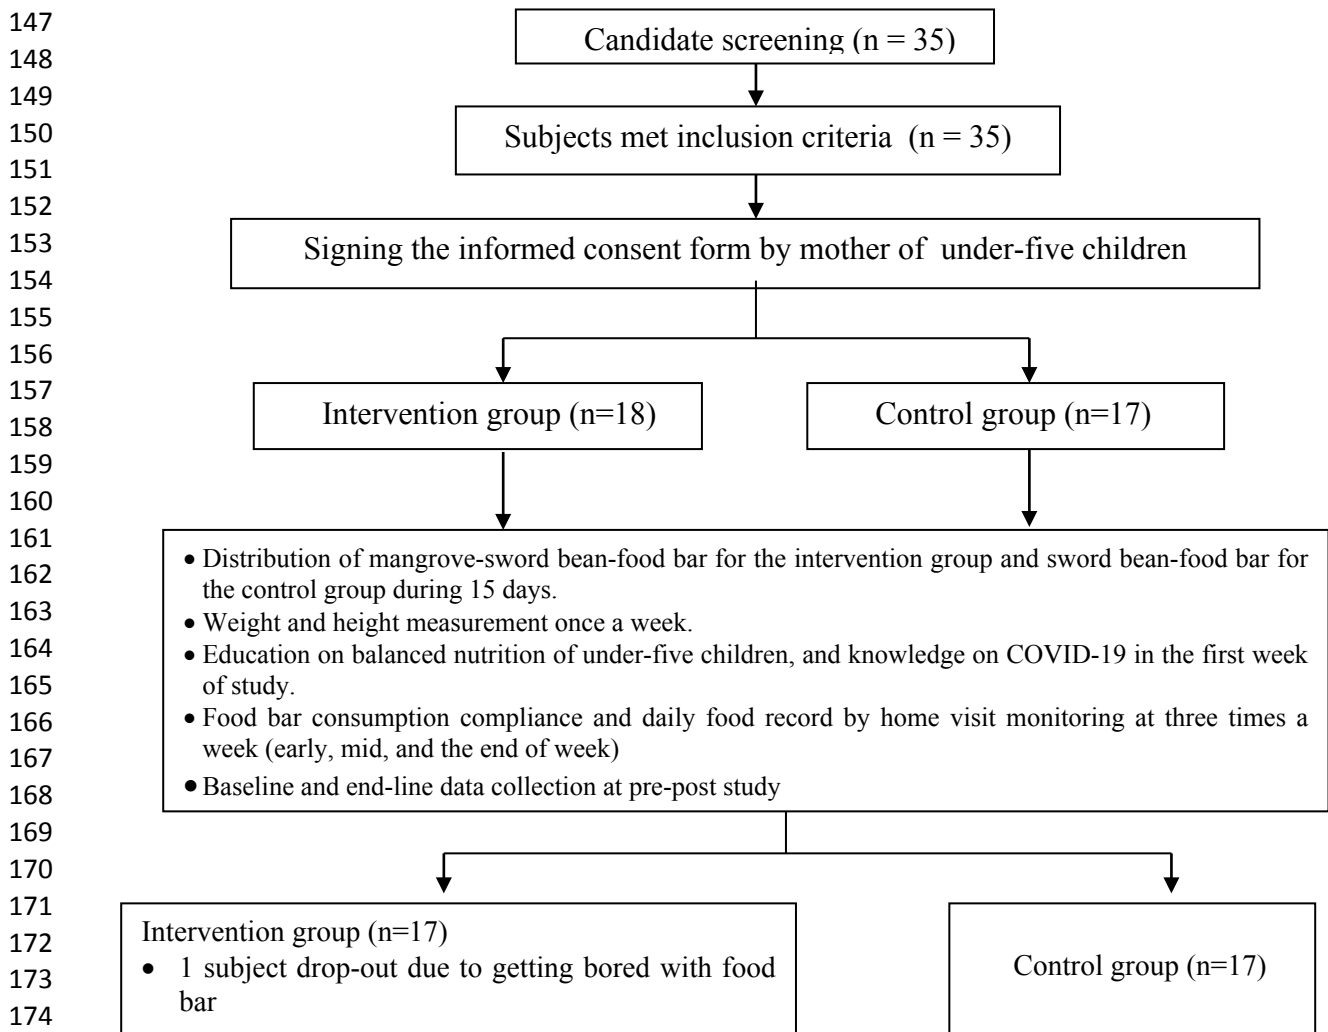 147
148
149
150
151
152
153
154
155
156
157
158
159
160
161
162
163
164
165
166
167
168
169
170
171
172
173
174
Candidate screening (n = 35)
Subjects met inclusion criteria (n = 35)
Signing the informed consent form by mother of under-five children
Intervention group (n=18)
Control group (n=17)
• Distribution of mangrove-sword bean-food bar for the intervention group and sword bean-food bar for
the control group during 15 days.
• Weight and height measurement once a week.
• Education on balanced nutrition of under-five children, and knowledge on COVID-19 in the first week
of study.
• Food bar consumption compliance and daily food record by home visit monitoring at three times a
week (early, mid, and the end of week)
• Baseline and end-line data collection at pre-post study
Intervention group (n=17)
• 1 subject drop-out due to getting bored with food
bar
Control group (n=17)